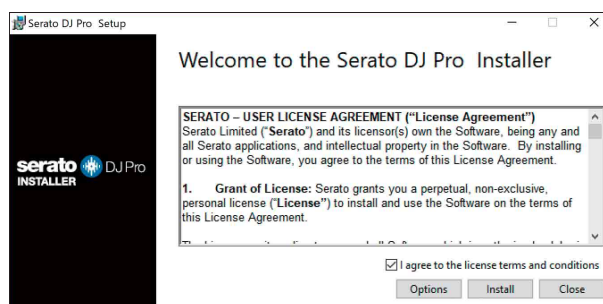 Serato DJ Pro Setup
Welcome to the Serato DJ Pro Installer
SERATO – USER LICENSE AGREEMENT ("License Agreement")
Serato Limited ("Serato") and its licensor(s) own the Software, being any and
all Serato applications, and intellectual property in the Software. By installing
or using the Software, you agree to the terms of this License Agreement.
1. Grant of License: Serato grants you a perpetual, non-exclusive,
personal license ("License") to install and use the Software on the terms of
this License Agreement.
serato DJ Pro
INSTALLER
I agree to the license terms and conditions
Options Install Close